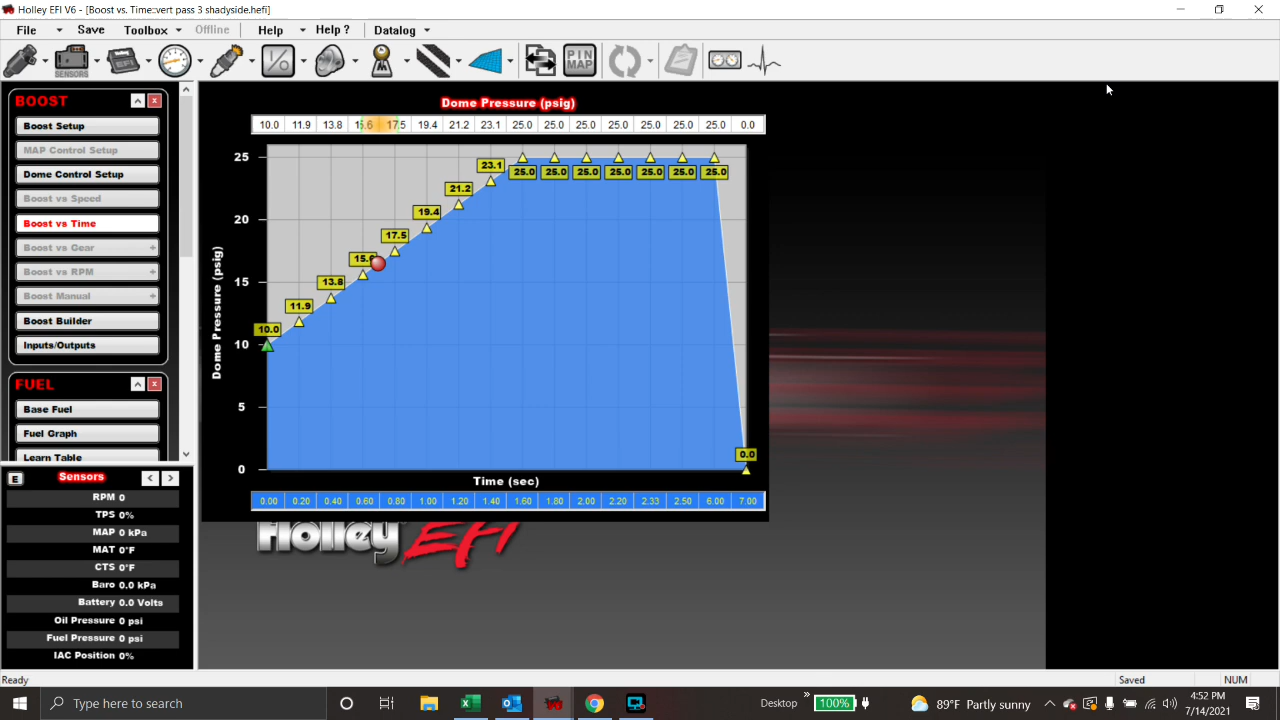 Holley EFI V6 - [Boost vs. Time:vert pass 3 shadyside.hefi]
File Save Toolbox Offline Help Help ? Datalog
SENSORS EFI I/O PIN MAP
BOOST
Boost Setup
MAP Control Setup
Dome Control Setup
Boost vs Speed
Boost vs Time
Boost vs Gear +
Boost vs RPM +
Boost Manual +
Boost Builder
Inputs/Outputs
FUEL
Base Fuel
Fuel Graph
Learn Table
E Sensors < >
RPM 0
TPS 0%
MAP 0 kPa
MAT 0°F
CTS 0°F
Baro 0.0 kPa
Battery 0.0 Volts
Oil Pressure 0 psi
Fuel Pressure 0 psi
IAC Position 0%
Dome Pressure (psig)
10.0 11.9 13.8 15.6 17.5 19.4 21.2 23.1 25.0 25.0 25.0 25.0 25.0 25.0 25.0 0.0
25
20
15
10
5
0
Dome Pressure (psig)
10.0 11.9 13.8 15.6 17.5 19.4 21.2 23.1 25.0 25.0 25.0 25.0 25.0 25.0 25.0 0.0
Time (sec)
0.00 0.20 0.40 0.60 0.80 1.00 1.20 1.40 1.60 1.80 2.00 2.20 2.33 2.50 6.00 7.00
Holley EFI
Ready Saved NUM
Type here to search
Desktop 100% 89°F Partly sunny
4:52 PM
7/14/2021